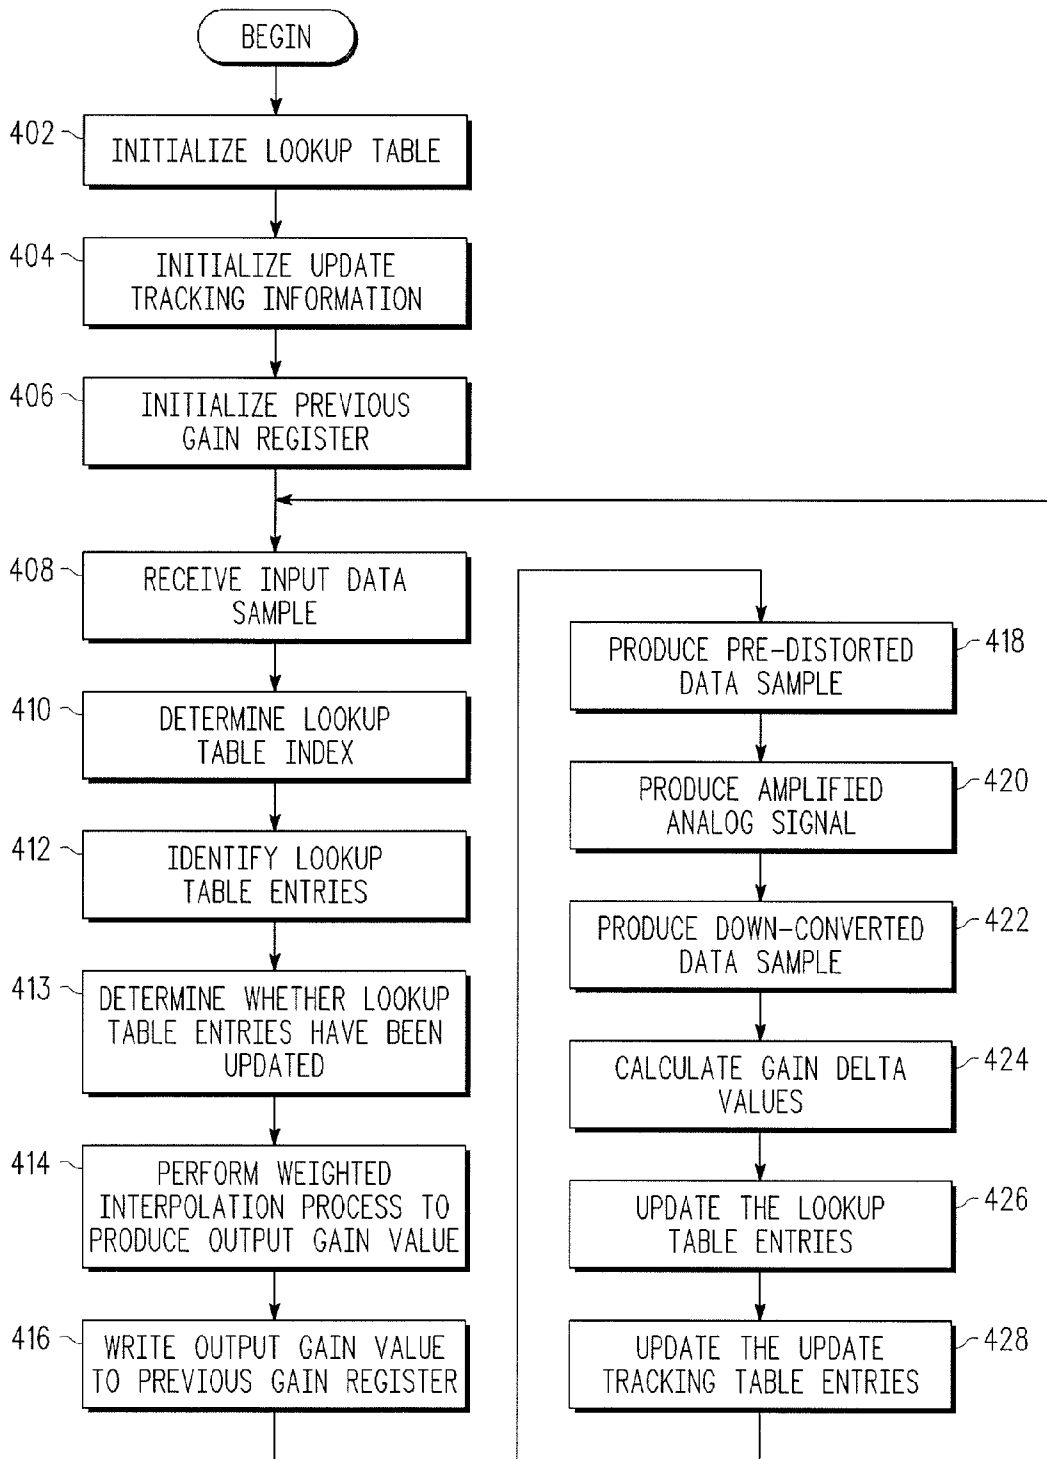 BEGIN
402
INITIALIZE LOOKUP TABLE
404
INITIALIZE UPDATE
TRACKING INFORMATION
406
INITIALIZE PREVIOUS
GAIN REGISTER
408
RECEIVE INPUT DATA
SAMPLE
410
DETERMINE LOOKUP
TABLE INDEX
412
IDENTIFY LOOKUP
TABLE ENTRIES
413
DETERMINE WHETHER LOOKUP
TABLE ENTRIES HAVE BEEN
UPDATED
414
PERFORM WEIGHTED
INTERPOLATION PROCESS TO
PRODUCE OUTPUT GAIN VALUE
416
WRITE OUTPUT GAIN VALUE
TO PREVIOUS GAIN REGISTER
418
PRODUCE PRE-DISTORTED
DATA SAMPLE
420
PRODUCE AMPLIFIED
ANALOG SIGNAL
422
PRODUCE DOWN-CONVERTED
DATA SAMPLE
424
CALCULATE GAIN DELTA
VALUES
426
UPDATE THE LOOKUP
TABLE ENTRIES
428
UPDATE THE UPDATE
TRACKING TABLE ENTRIES